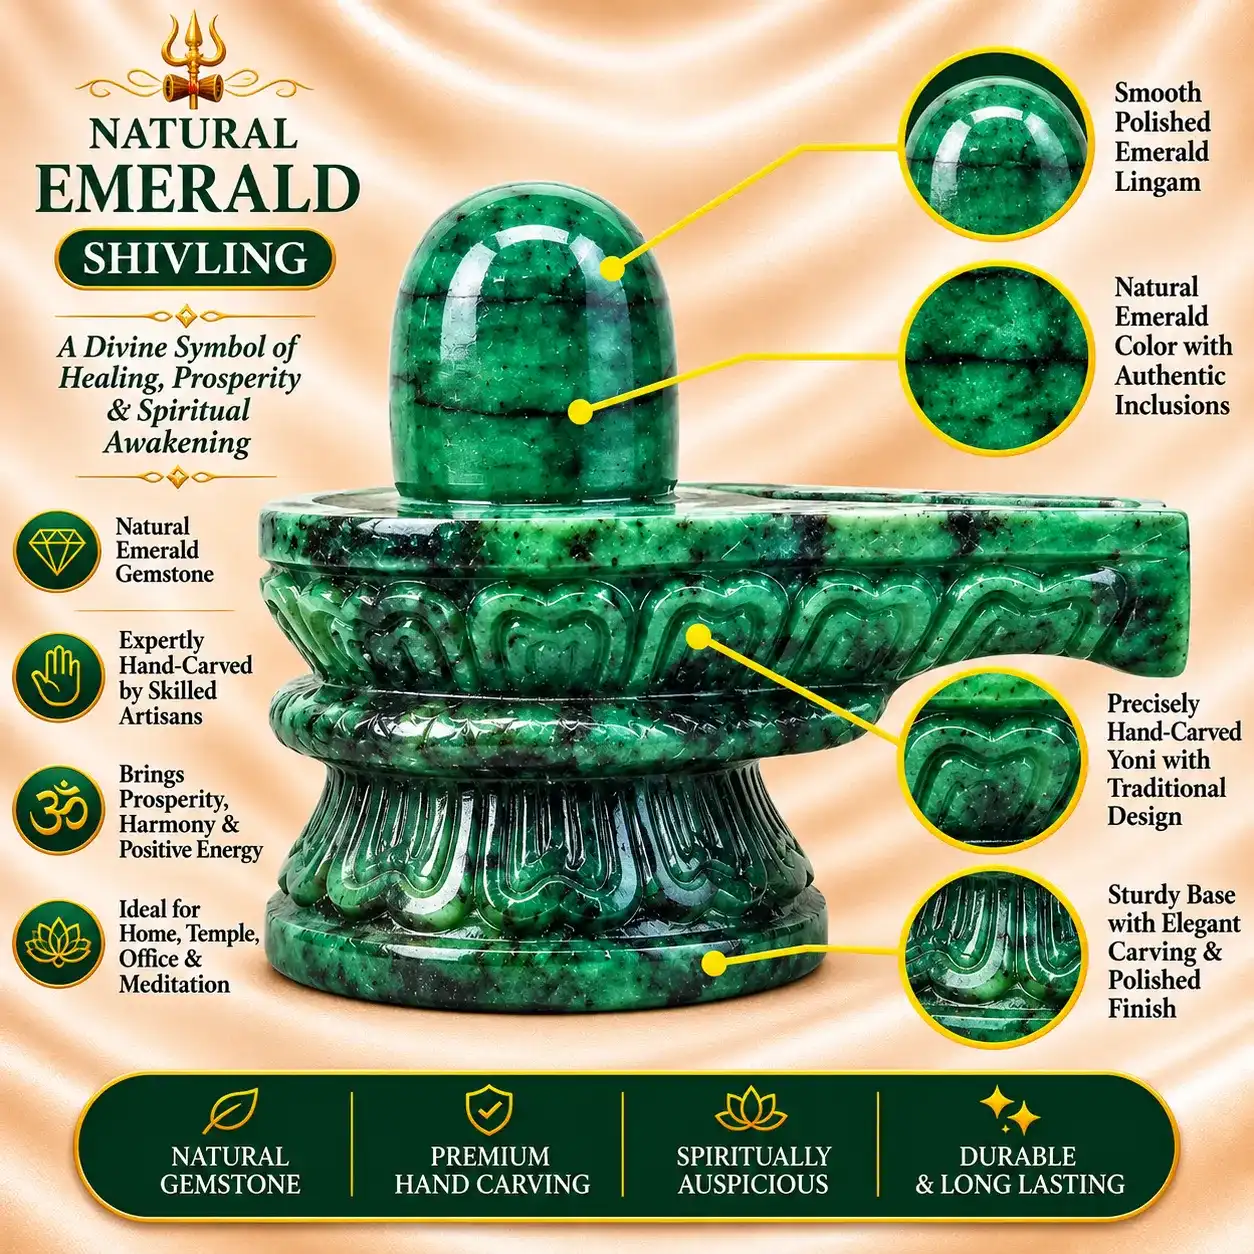 NATURAL
EMERALD
SHIVLING
A Divine Symbol of
Healing, Prosperity
& Spiritual
Awakening
Natural
Emerald
Gemstone
Expertly
Hand-Carved
by Skilled
Artisans
ॐ
Brings
Prosperity,
Harmony &
Positive Energy
Ideal for
Home, Temple,
Office &
Meditation
Smooth
Polished
Emerald
Lingam
Natural
Emerald
Color with
Authentic
Inclusions
Precisely
Hand-Carved
Yoni with
Traditional
Design
Sturdy Base
with Elegant
Carving &
Polished
Finish
NATURAL
GEMSTONE
PREMIUM
HAND CARVING
SPIRITUALLY
AUSPICIOUS
DURABLE
& LONG LASTING